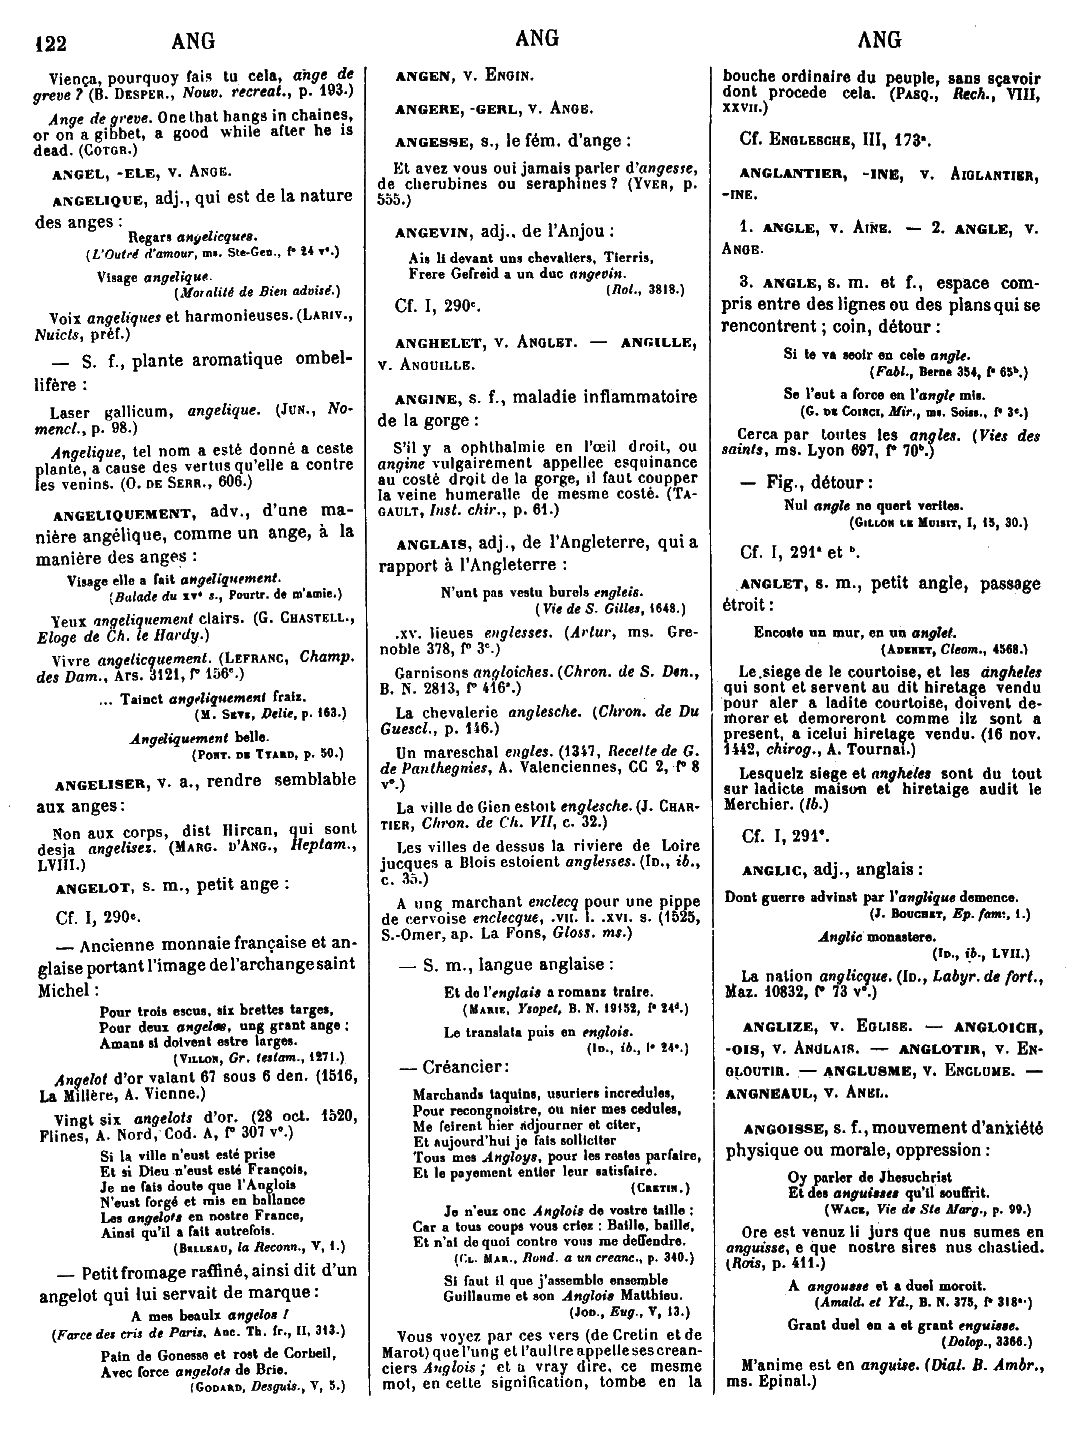 122 ANG ANG ANG
Viença, pourquoy fais tu cela, ange de
greve ? (B. DESPER., Nouv. recreat., p. 193.)
Ange de greve. One that hangs in chaines,
or on a gibbet, a good while after he is
dead. (COTGR.)
ANGEL, -ELE, v. ANGE.
ANGELIQUE, adj., qui est de la nature
des anges :
Regars angelicques.
(L'Outré d'amour, ms. Ste-Gen., f° 24 v°.)
Visage angelique.
(Moralité de Bien advisé.)
Voix angeliques et harmonieuses. (LARIV.,
Nuicts, préf.)
— S. f., plante aromatique ombel-
lifère :
Laser gallicum, angelique. (JUN., No-
mencl., p. 98.)
Angelique, tel nom a esté donné a ceste
plante, a cause des vertus qu'elle a contre
les venins. (O. DE SERR., 606.)
ANGELIQUEMENT, adv., d'une ma-
nière angélique, comme un ange, à la
manière des anges :
Visage elle a fait angeliquement.
(Balade du XV° s., Pourtr. de m'amie.)
Yeux angeliquement clairs. (G. CHASTELL.,
Eloge de Ch. le Hardy.)
Vivre angelicquement. (LEFRANC, Champ.
des Dam., Ars. 3121, f° 156°.)
... Tainct angeliquement fraiz.
(M. SEVE, Delie, p. 163.)
Angeliquement belle.
(PONT. DE TYARD, p. 50.)
ANGELISER, v. a., rendre semblable
aux anges :
Non aux corps, dist Hircan, qui sont
desja angelisez. (MARG. D'ANG., Heptam.,
LVIII.)
ANGELOT, s. m., petit ange :
Cf. I, 290ᶜ.
— Ancienne monnaie française et an-
glaise portant l'image de l'archange saint
Michel :
Pour trois escus, six brettes targes,
Pour deux angelos, ung grant ange ;
Amans si doivent estre larges.
(VILLON, Gr. testam., 1271.)
Angelot d'or valant 67 sous 6 den. (1516,
La Millère, A. Vienne.)
Vingt six angelots d'or. (28 oct. 1520,
Flines, A. Nord, Cod. A, f° 307 v°.)
Si la ville n'eust esté prise
Et si Dieu n'eust esté François,
Je ne fais doute que l'Anglois
N'eust forgé et mis en ballance
Les angelots en nostre France,
Ainsi qu'il a fait autrefois.
(BELLEAU, la Reconn., V, 1.)
— Petit fromage raffiné, ainsi dit d'un
angelot qui lui servait de marque :
A mes beaulx angelos !
(Farce des cris de Paris, Anc. Th. fr., II, 313.)
Pain de Gonesse et rost de Corbeil,
Avec force angelots de Brie.
(GODARD, Desguis., V, 5.)
ANGEN, v. ENGIN.
ANGERE, -GERL, v. ANGE.
ANGESSE, s., le fém. d'ange :
Et avez vous oui jamais parler d'angesse,
de cherubines ou seraphines ? (YVER, p.
555.)
ANGEVIN, adj., de l'Anjou :
Ais li devant uns chevaliers, Tierris,
Frere Gefreid a un duc angevin.
(Rol., 3818.)
Cf. I, 290ᶜ.
ANGHELET, v. ANGLET. — ANGILLE,
v. ANGUILLE.
ANGINE, s. f., maladie inflammatoire
de la gorge :
S'il y a ophthalmie en l'œil droit, ou
angine vulgairement appellee esquinance
au costé droit de la gorge, il faut coupper
la veine humeralle de mesme costé. (TA-
GAULT, Inst. chir., p. 61.)
ANGLAIS, adj., de l'Angleterre, qui a
rapport à l'Angleterre :
N'unt pas vestu burels engleis.
(Vie de S. Gilles, 1648.)
.XV. lieues englesses. (Artur, ms. Gre-
noble 378, f° 3ᶜ.)
Garnisons angloiches. (Chron. de S. Den.,
B. N. 2813, f° 416ᵃ.)
La chevalerie anglesche. (Chron. de Du
Guescl., p. 146.)
Un mareschal engles. (1347, Recette de G.
de Panthegnies, A. Valenciennes, CC 2, f° 8
v°.)
La ville de Gien estoit englesche. (J. CHAR-
TIER, Chron. de Ch. VII, c. 32.)
Les villes de dessus la riviere de Loire
jucques a Blois estoient anglesses. (ID., ib.,
c. 35.)
A ung marchant enclecq pour une pippe
de cervoise enclecque, .VII. l. .XVI. s. (1525,
S.-Omer, ap. La Fons, Gloss. ms.)
— S. m., langue anglaise :
Et de l'englais a romanz traire.
(MARIE, Ysopet, B. N. 19152, f° 24ᵈ.)
Le translata puis en englois.
(ID., ib., f° 24ᵃ.)
— Créancier :
Marchands taquins, usuriers incredules,
Pour recongnoistre, ou nier mes cedules,
Me feirent hier adjourner et citer,
Et aujourd'hui je fais solliciter
Tous mes Angloys, pour les restes parfaire,
Et le payement entier leur satisfaire.
(CRETIN.)
Je n'euz onc Anglois de vostre taille :
Car a tous coups vous criez : Baille, baille,
Et n'ai de quoi contre vous me deffendre.
(CL. MAR., Rond. a un creanc., p. 340.)
Si faut il que j'assemble ensemble
Guillaume et son Anglois Matthieu.
(JOD., Eug., V, 13.)
Vous voyez par ces vers (de Cretin et de
Marot) que l'ung et l'aultre appelle ses crean-
ciers Anglois ; et a vray dire, ce mesme
mot, en cette signification, tombe en la
bouche ordinaire du peuple, sans sçavoir
dont procede cela. (PASQ., Rech., VIII,
XXVII.)
Cf. ENGLESCHE, III, 173ᵃ.
ANGLANTIER, -INE, v. AIGLANTIER,
-INE.
1. ANGLE, v. AINE. — 2. ANGLE, v.
ANGE.
3. ANGLE, s. m. et f., espace com-
pris entre des lignes ou des plans qui se
rencontrent ; coin, détour :
Si te va seoir en cele angle.
(Fabl., Berne 354, f° 65ᵇ.)
Se l'eut a force en l'angle mis.
(G. DE COINCI, Mir., ms. Soiss., f° 3ᶜ.)
Cerca par toutes les angles. (Vies des
saints, ms. Lyon 697, f° 70ᵇ.)
— Fig., détour :
Nul angle ne quert verites.
(GILLON LE MUISIT, I, 15, 30.)
Cf. I, 291ᵃ et ᵇ.
ANGLET, s. m., petit angle, passage
étroit :
Encoste un mur, en un anglet.
(ADENET, Cleom., 4568.)
Le siege de le courtoise, et les angheles
qui sont et servent au dit hiretage vendu
pour aler a ladite courtoise, doivent de-
morer et demoreront comme ilz sont a
present, a icelui hiretage vendu. (16 nov.
1442, chirog., A. Tournai.)
Lesquelz siege et angheles sont du tout
sur ladicte maison et hiretaige audit le
Merchier. (Ib.)
Cf. I, 291ᵉ.
ANGLIC, adj., anglais :
Dont guerre advinst par l'anglique demence.
(J. BOUCHET, Ep. fam., 1.)
Anglic monastere.
(ID., ib., LVII.)
La nation anglicque. (ID., Labyr. de fort.,
Maz. 10832, f° 73 v°.)
ANGLIZE, v. EGLISE. — ANGLOICH,
-OIS, v. ANGLAIS. — ANGLOTIR, v. EN-
GLOUTIR. — ANGLUSME, v. ENCLUME. —
ANGNEAUL, v. ANEL.
ANGOISSE, s. f., mouvement d'anxiété
physique ou morale, oppression :
Oy parler de Jhesuchrist
Et des anguisses qu'il souffrit.
(WACE, Vie de Ste Marg., p. 99.)
Ore est venuz li jurs que nus sumes en
anguisse, e que nostre sires nus chastied.
(Rois, p. 411.)
A angousse et a duel moroit.
(Amald. et Yd., B. N. 375, f° 318ᵃ.)
Grant duel en a et grant enguisse.
(Dolop., 3366.)
M'anime est en anguise. (Dial. B. Ambr.,
ms. Epinal.)